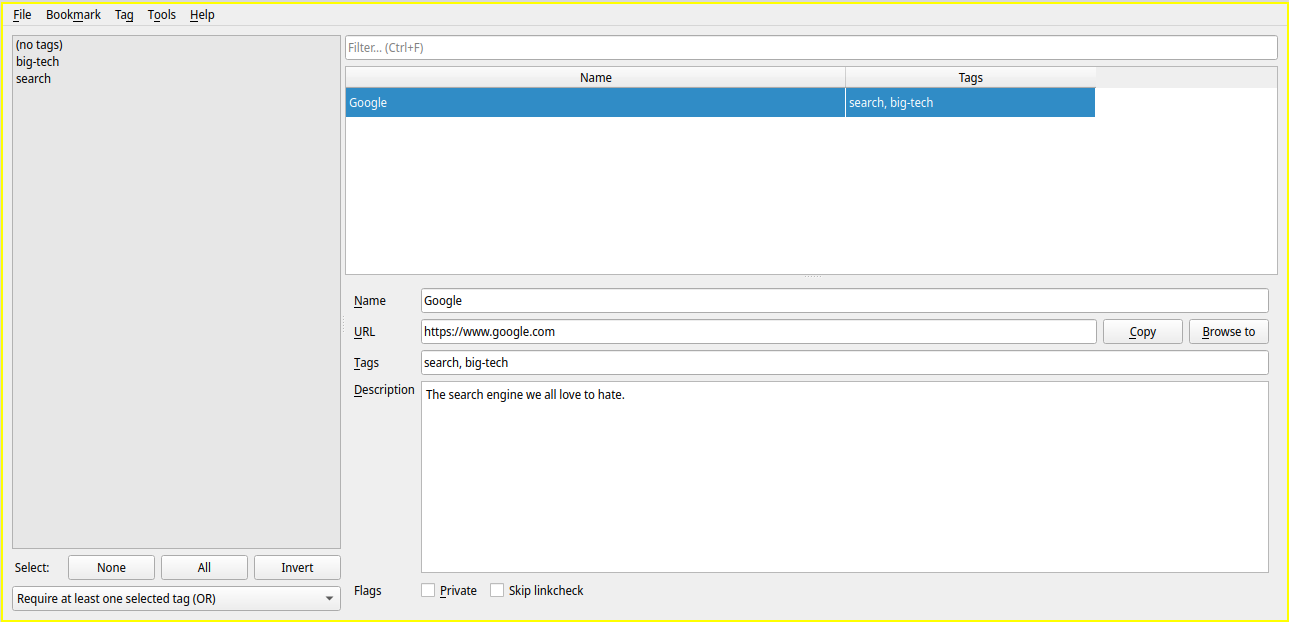 File Bookmark Tag Tools Help
(no tags)
big-tech
search
Select: None All Invert
Require at least one selected tag (OR)
Filter... (Ctrl+F)
Name Tags
Google search, big-tech
Name Google
URL https://www.google.com Copy Browse to
Tags search, big-tech
Description The search engine we all love to hate.
Flags Private Skip linkcheck